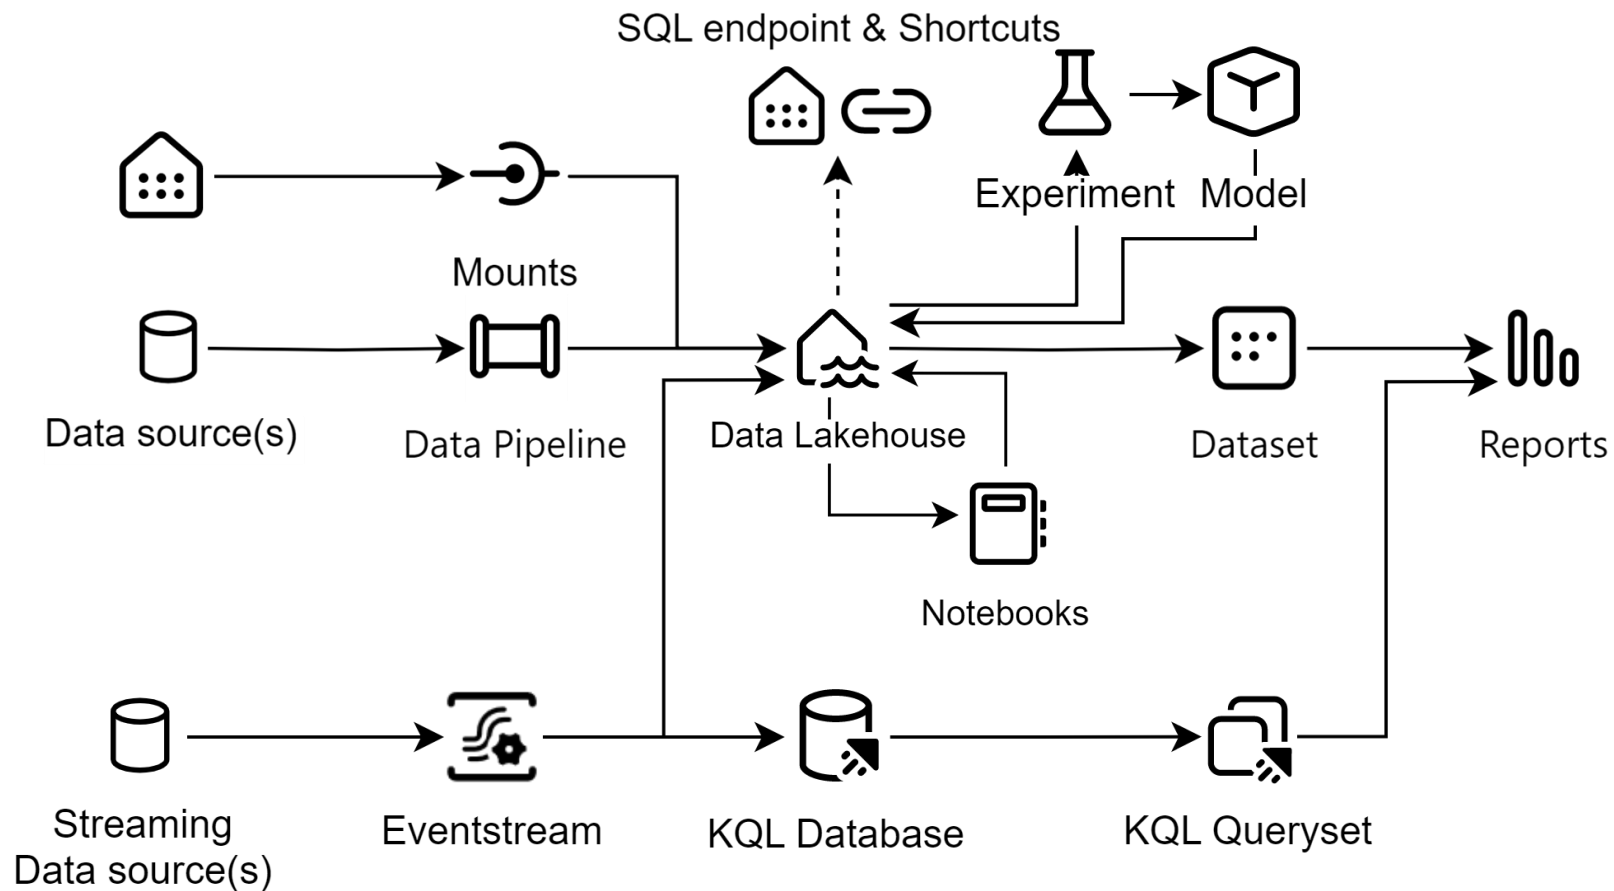 SQL endpoint & Shortcuts
Experiment
Model
Mounts
Data source(s)
Data Pipeline
Data Lakehouse
Dataset
Reports
Notebooks
Streaming
Data source(s)
Eventstream
KQL Database
KQL Queryset